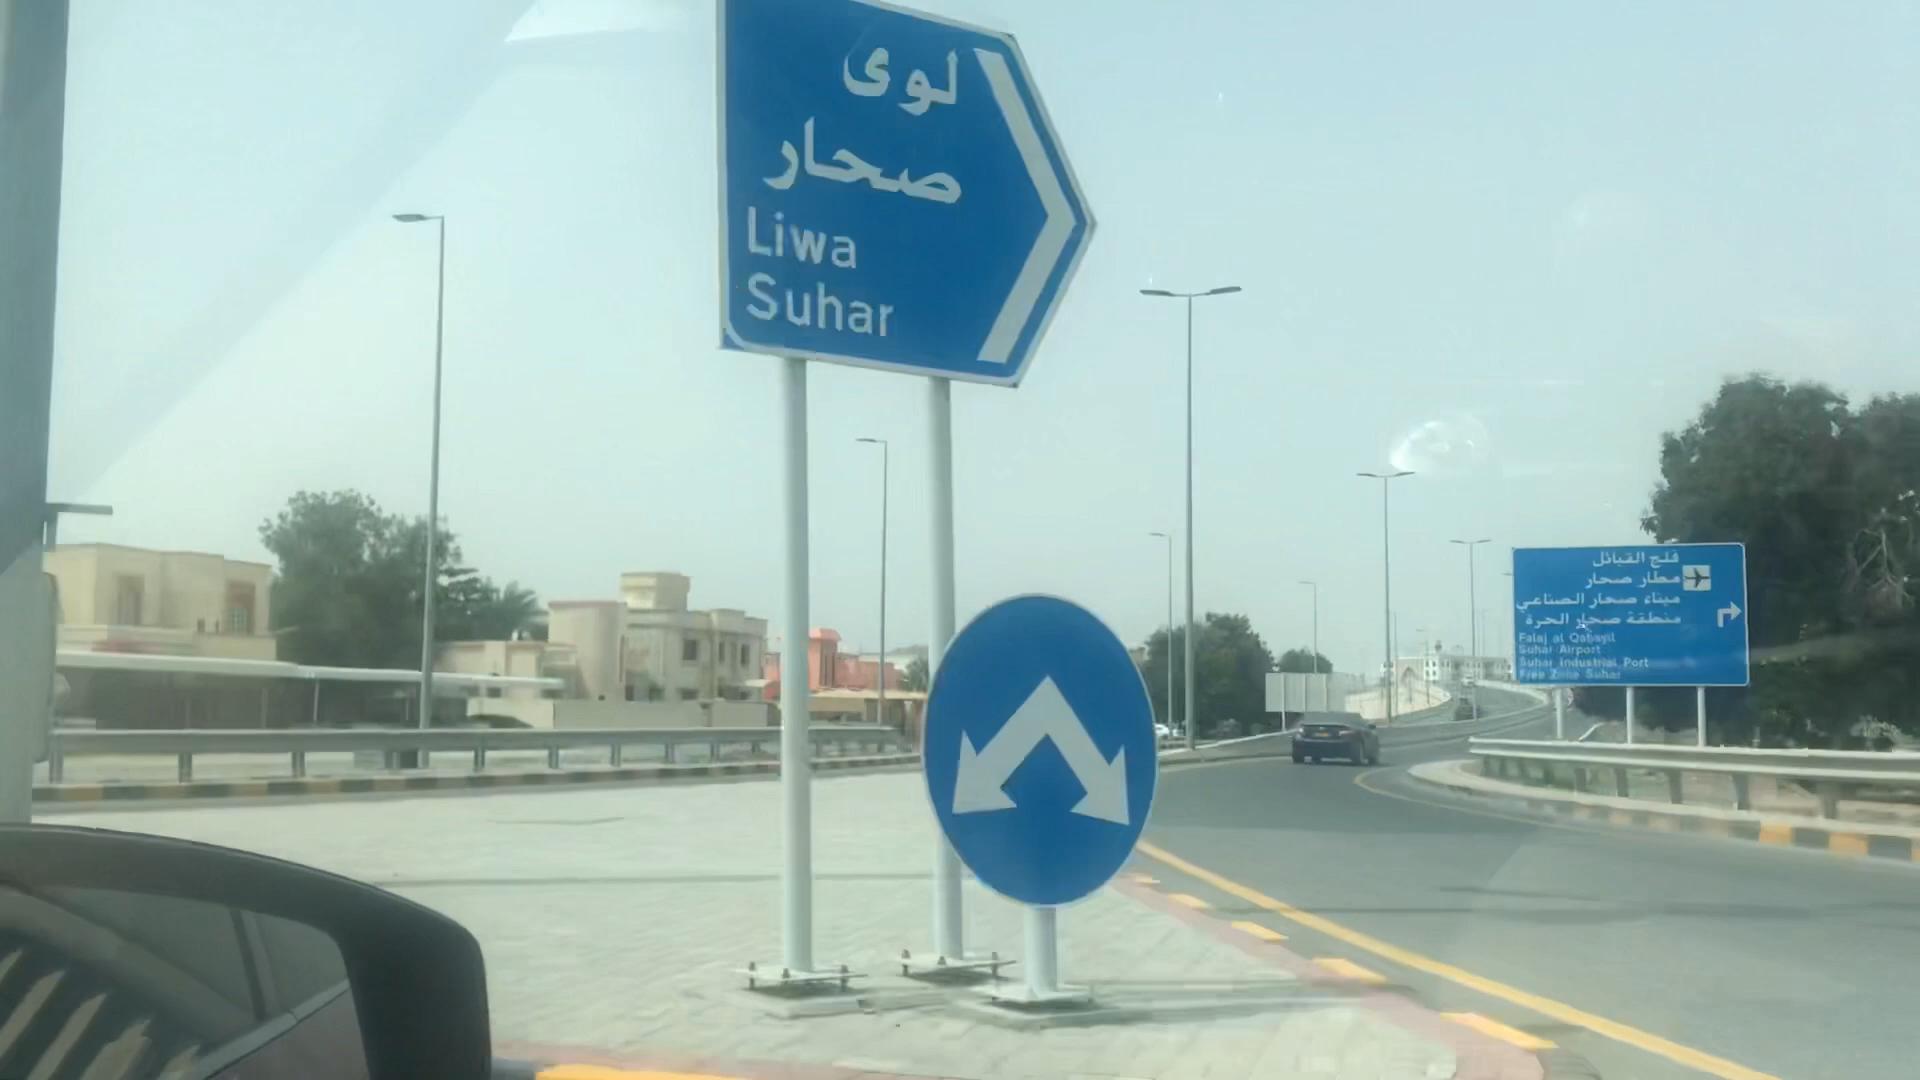 لوى
صحار
Liwa
Suhar
فلج القبائل
مطار صحار
ميناء صحار الصناعي
منطقة صحار الحرة
Falaj al Qabayil
Suhar Airport
Suhar Industrial Port
Free Zone Suhar